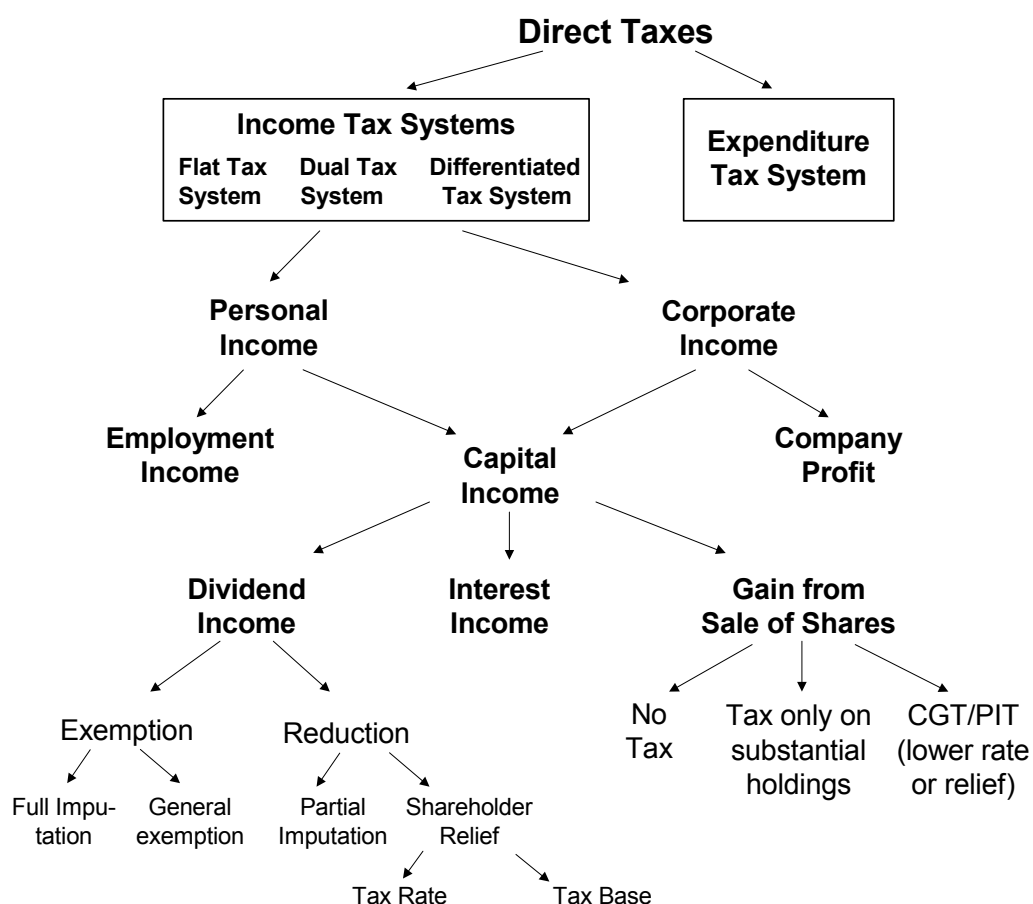 Direct Taxes
Income Tax Systems
Flat Tax System
Dual Tax System
Differentiated Tax System
Expenditure
Tax System
Personal
Income
Corporate
Income
Employment
Income
Capital
Income
Company
Profit
Dividend
Income
Interest
Income
Gain from
Sale of Shares
Exemption
Reduction
No
Tax
Tax only on
substantial
holdings
CGT/PIT
(lower rate
or relief)
Full Impu-
tation
General
exemption
Partial
Imputation
Shareholder
Relief
Tax Rate
Tax Base